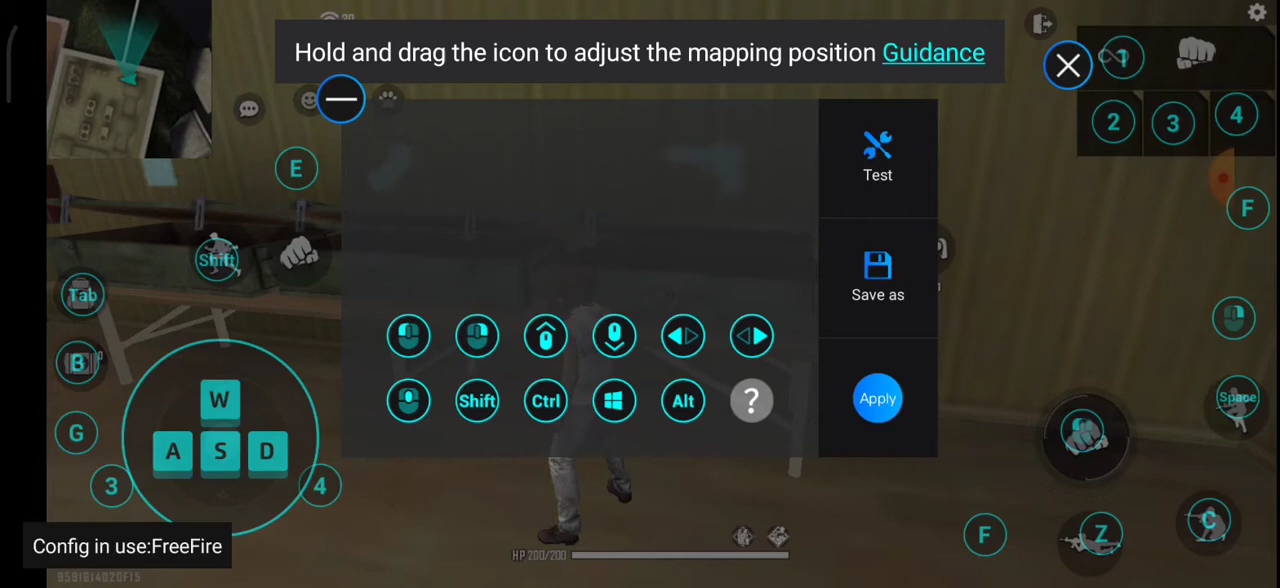 Hold and drag the icon to adjust the mapping position Guidance
1
2
3
4
E
Test
F
Shift
Tab
Save as
B
Space
W
Shift
Ctrl
Alt
?
Apply
G
A
S
D
3
4
F
Z
C
Config in use:FreeFire
HP 200/200